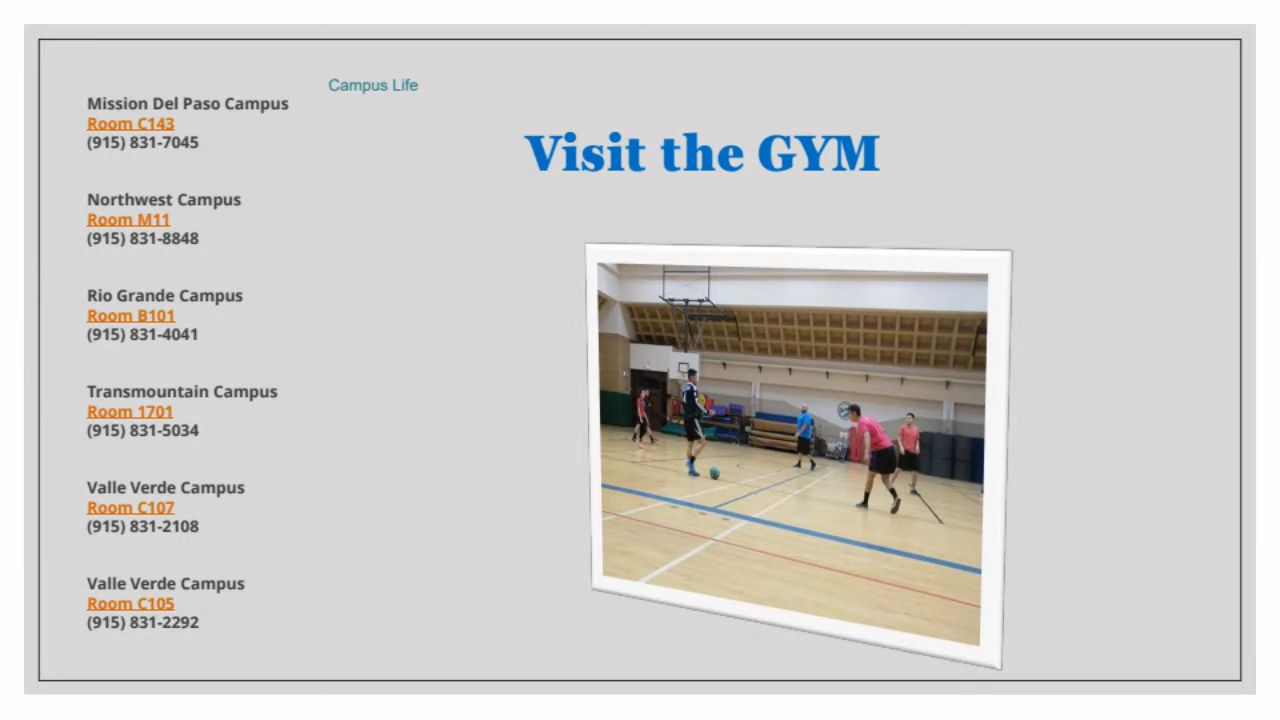 Campus Life
Mission Del Paso Campus
Room C143
(915) 831-7045
Northwest Campus
Room M11
(915) 831-8848
Rio Grande Campus
Room B101
(915) 831-4041
Transmountain Campus
Room 1701
(915) 831-5034
Valle Verde Campus
Room C107
(915) 831-2108
Valle Verde Campus
Room C105
(915) 831-2292
Visit the GYM